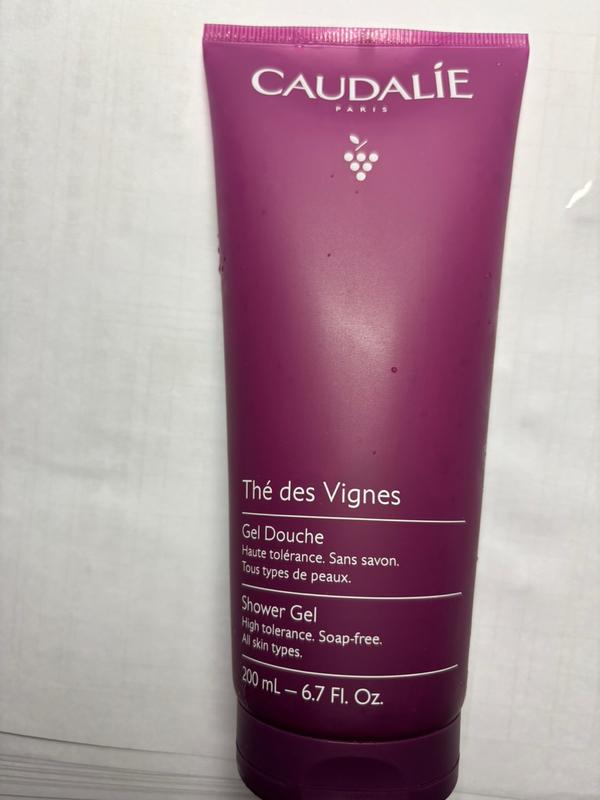 CAUDALÍE
PARIS
Thé des Vignes
Gel Douche
Haute tolérance. Sans savon.
Tous types de peaux.
Shower Gel
High tolerance. Soap-free.
All skin types.
200 mL – 6.7 Fl. Oz.